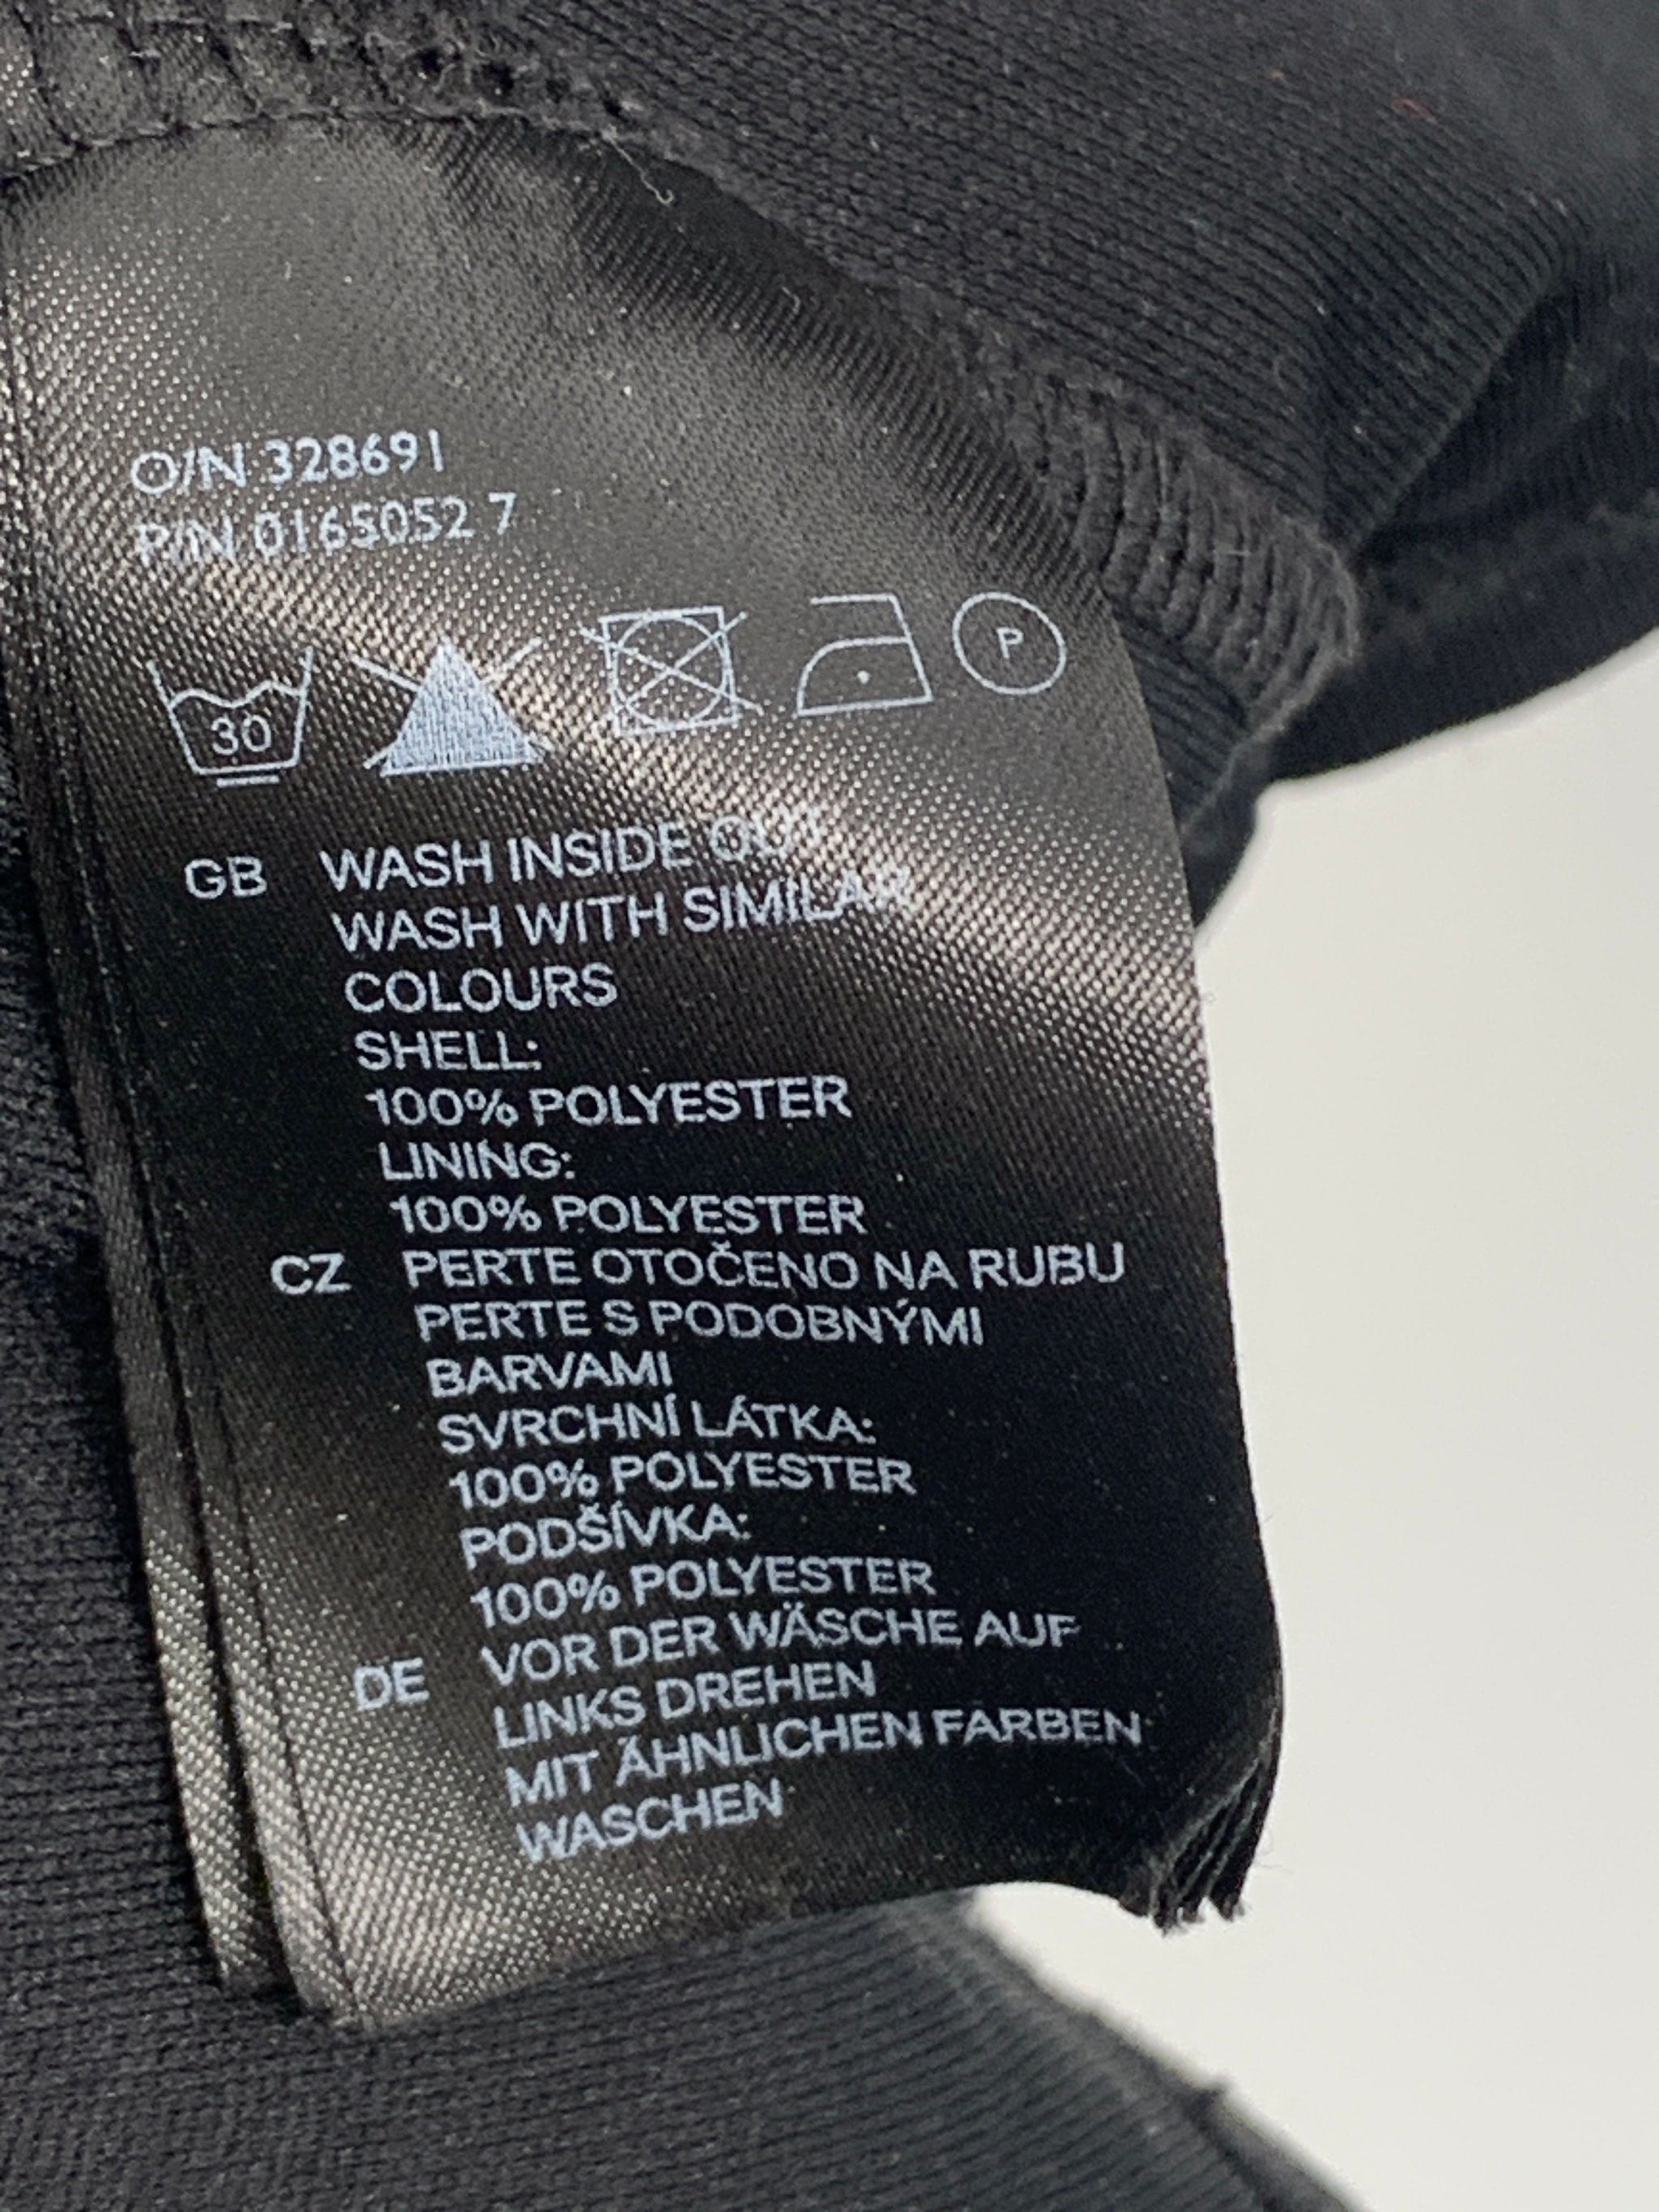 O/N 328691
P/N 0165052 7
30
P
GB WASH INSIDE OUT
WASH WITH SIMILAR
COLOURS
SHELL:
100% POLYESTER
LINING:
100% POLYESTER
CZ PERTE OTOČENO NA RUBU
PERTE S PODOBNÝMI
BARVAMI
SVRCHNÍ LÁTKA:
100% POLYESTER
PODŠÍVKA:
100% POLYESTER
DE VOR DER WÄSCHE AUF
LINKS DREHEN
MIT ÄHNLICHEN FARBEN
WASCHEN